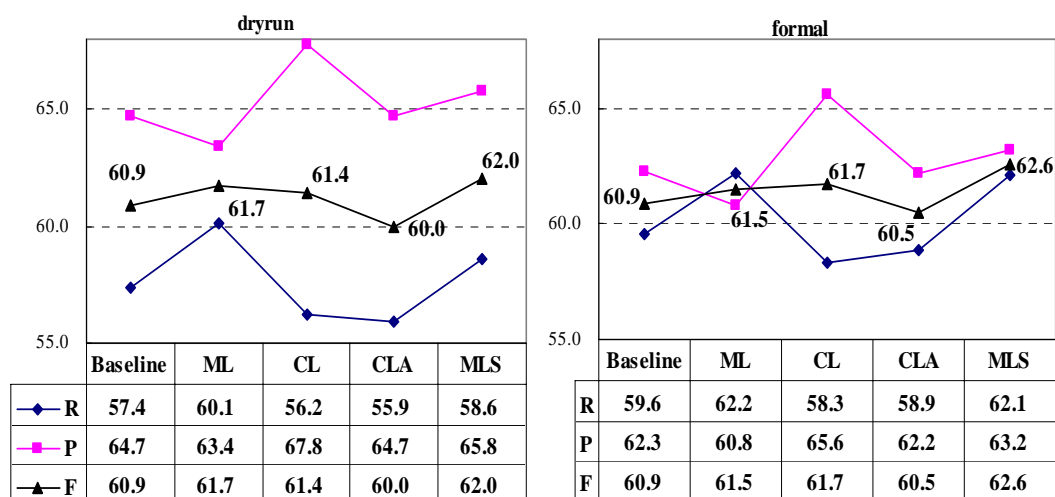 dryrun
65.0
60.0
55.0
60.9
61.7
61.4
60.0
62.0
Baseline ML CL CLA MLS
R 57.4 60.1 56.2 55.9 58.6
P 64.7 63.4 67.8 64.7 65.8
F 60.9 61.7 61.4 60.0 62.0
formal
65.0
60.0
55.0
60.9
61.5
61.7
60.5
62.6
Baseline ML CL CLA MLS
R 59.6 62.2 58.3 58.9 62.1
P 62.3 60.8 65.6 62.2 63.2
F 60.9 61.5 61.7 60.5 62.6